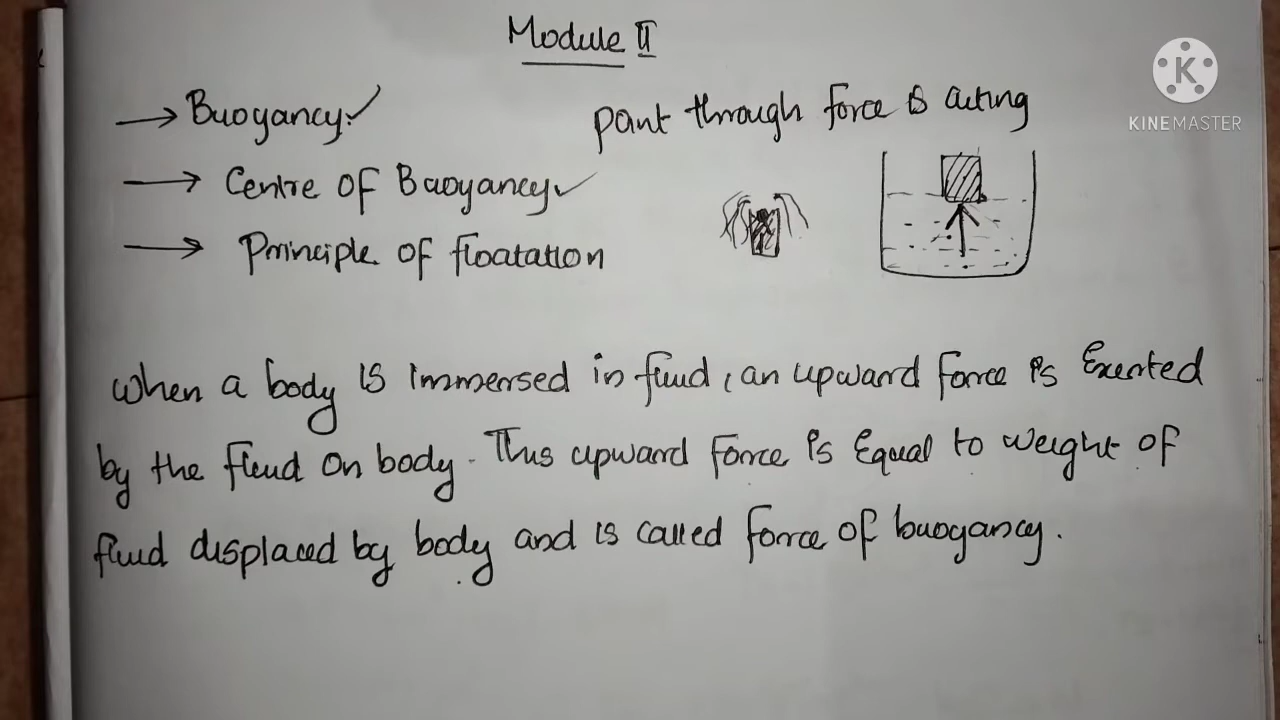 Module II
→ Buoyancy ✓
point through force is acting
→ Centre of Buoyancy ✓
→ Principle of floatation
When a body is immersed in fluid, an upward force is Exerted
by the fluid on body. This upward force is Equal to weight of
fluid displaced by body and is called force of buoyancy.
K
KINEMASTER